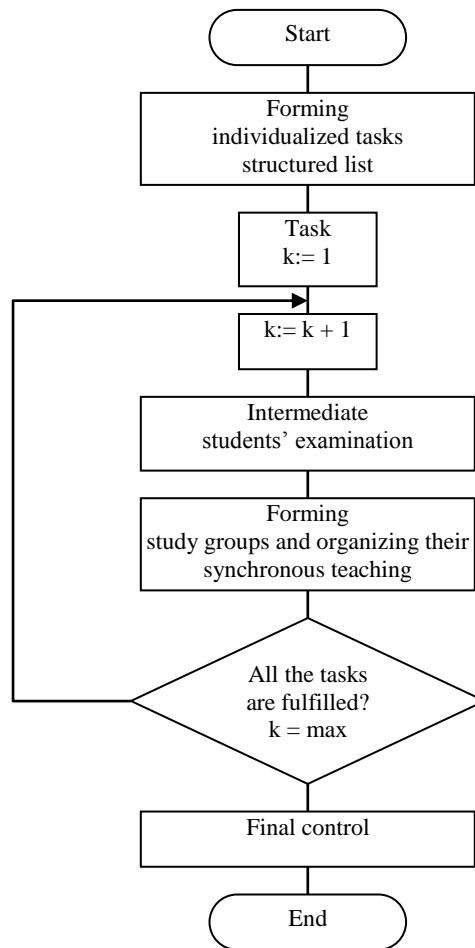 Start
Forming
individualized tasks
structured list
Task
k:= 1
k:= k + 1
Intermediate
students’ examination
Forming
study groups and organizing their
synchronous teaching
All the tasks
are fulfilled?
k = max
Final control
End